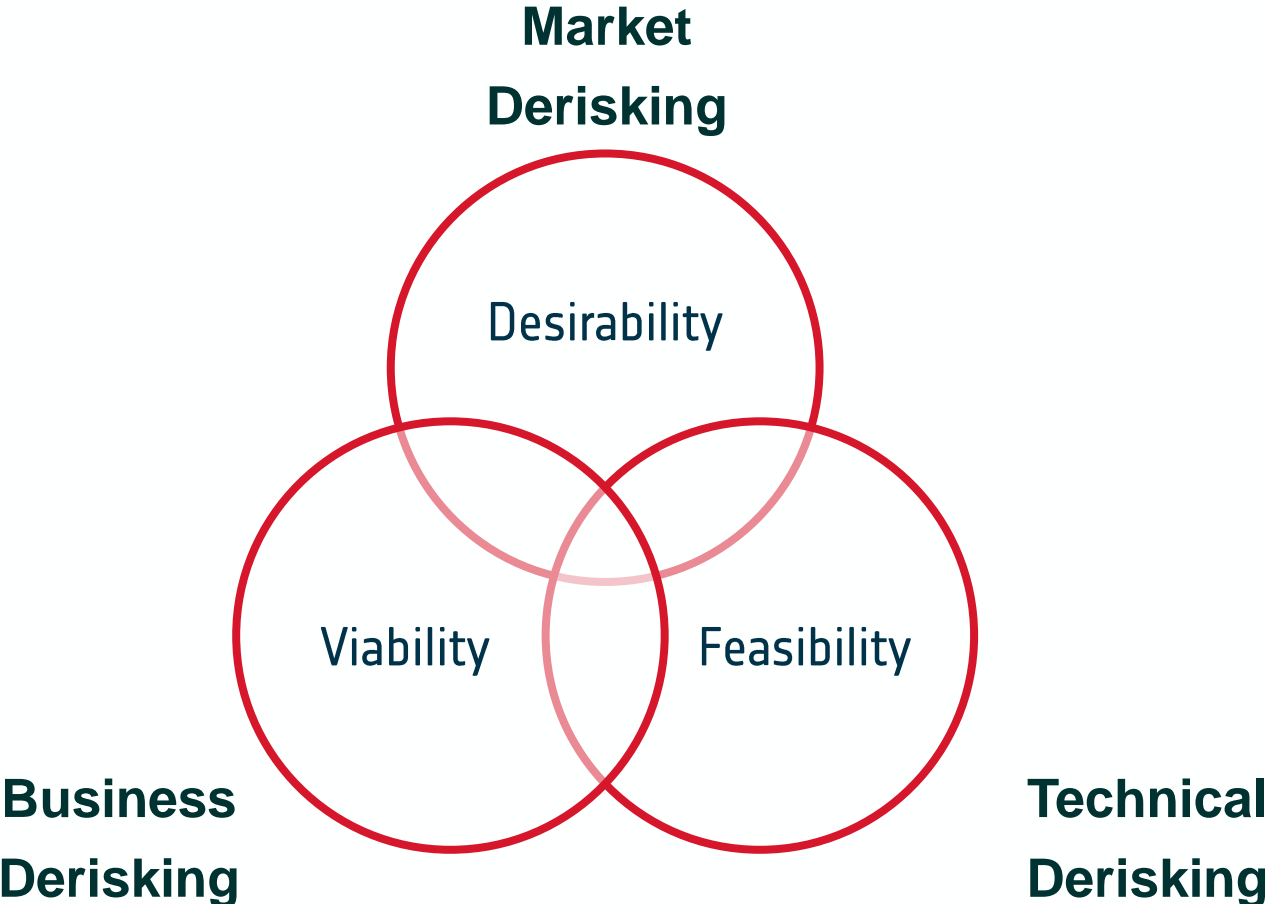 Market
Derisking
Desirability
Viability
Feasibility
Business
Derisking
Technical
Derisking